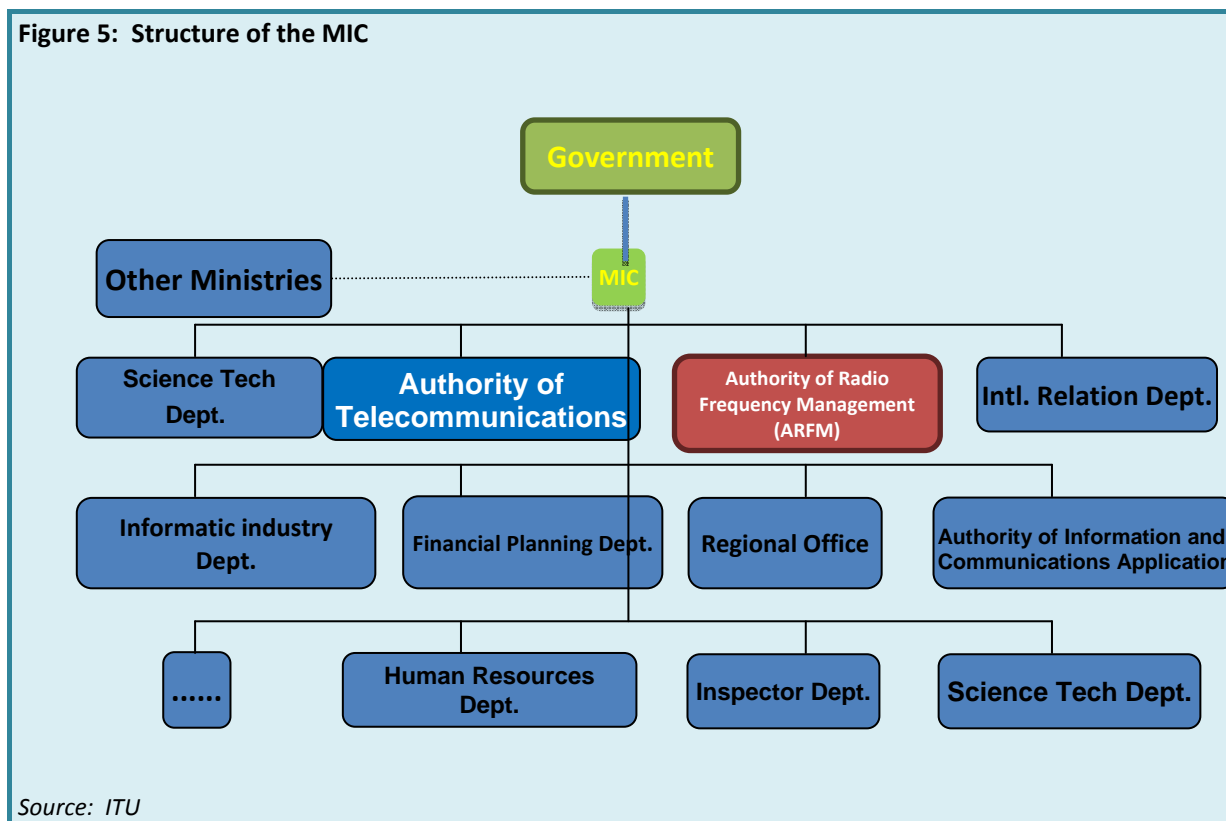 Figure 5: Structure of the MIC
Government
Other Ministries
MIC
Science Tech
Dept.
Authority of
Telecommunications
Authority of Radio
Frequency Management
(ARFM)
Intl. Relation Dept.
Informatic industry
Dept.
Financial Planning Dept.
Regional Office
Authority of Information and
Communications Application
......
Human Resources
Dept.
Inspector Dept.
Science Tech Dept.
Source: ITU